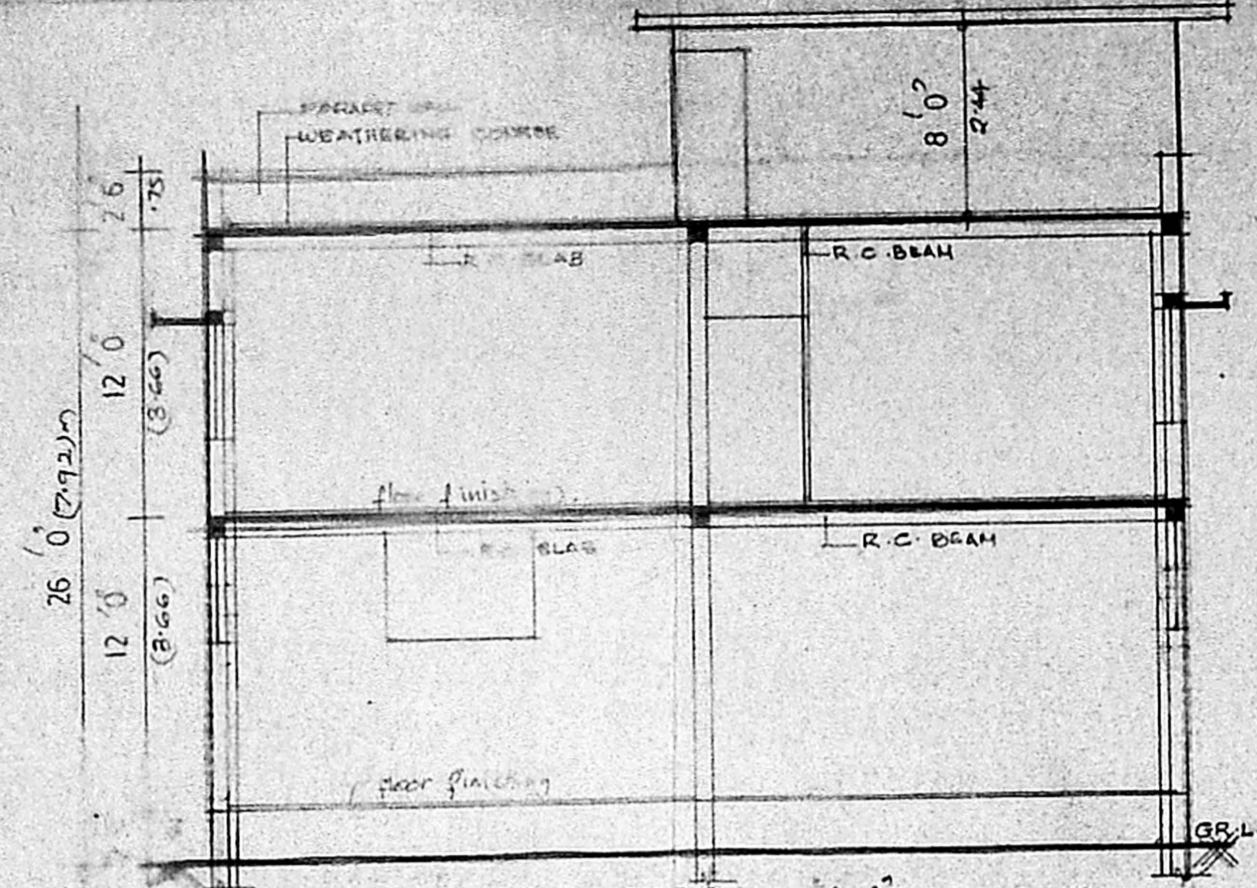 PARAPET
WEATHERING COURSE
8'0"
2.44
2'6
.75
R.C. SLAB
R.C. BEAM
12'0
(3.66)
26'0" (7.92)m
floor finishing
R.C. SLAB
R.C. BEAM
12'0
(3.66)
floor finishing
GR.L